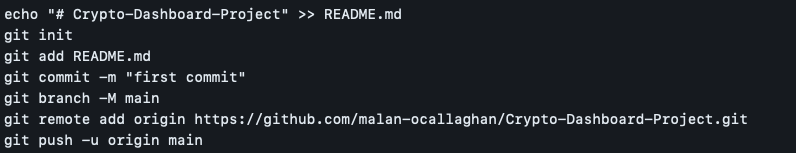 echo "# Crypto-Dashboard-Project" >> README.md
git init
git add README.md
git commit -m "first commit"
git branch -M main
git remote add origin https://github.com/malan-ocallaghan/Crypto-Dashboard-Project.git
git push -u origin main